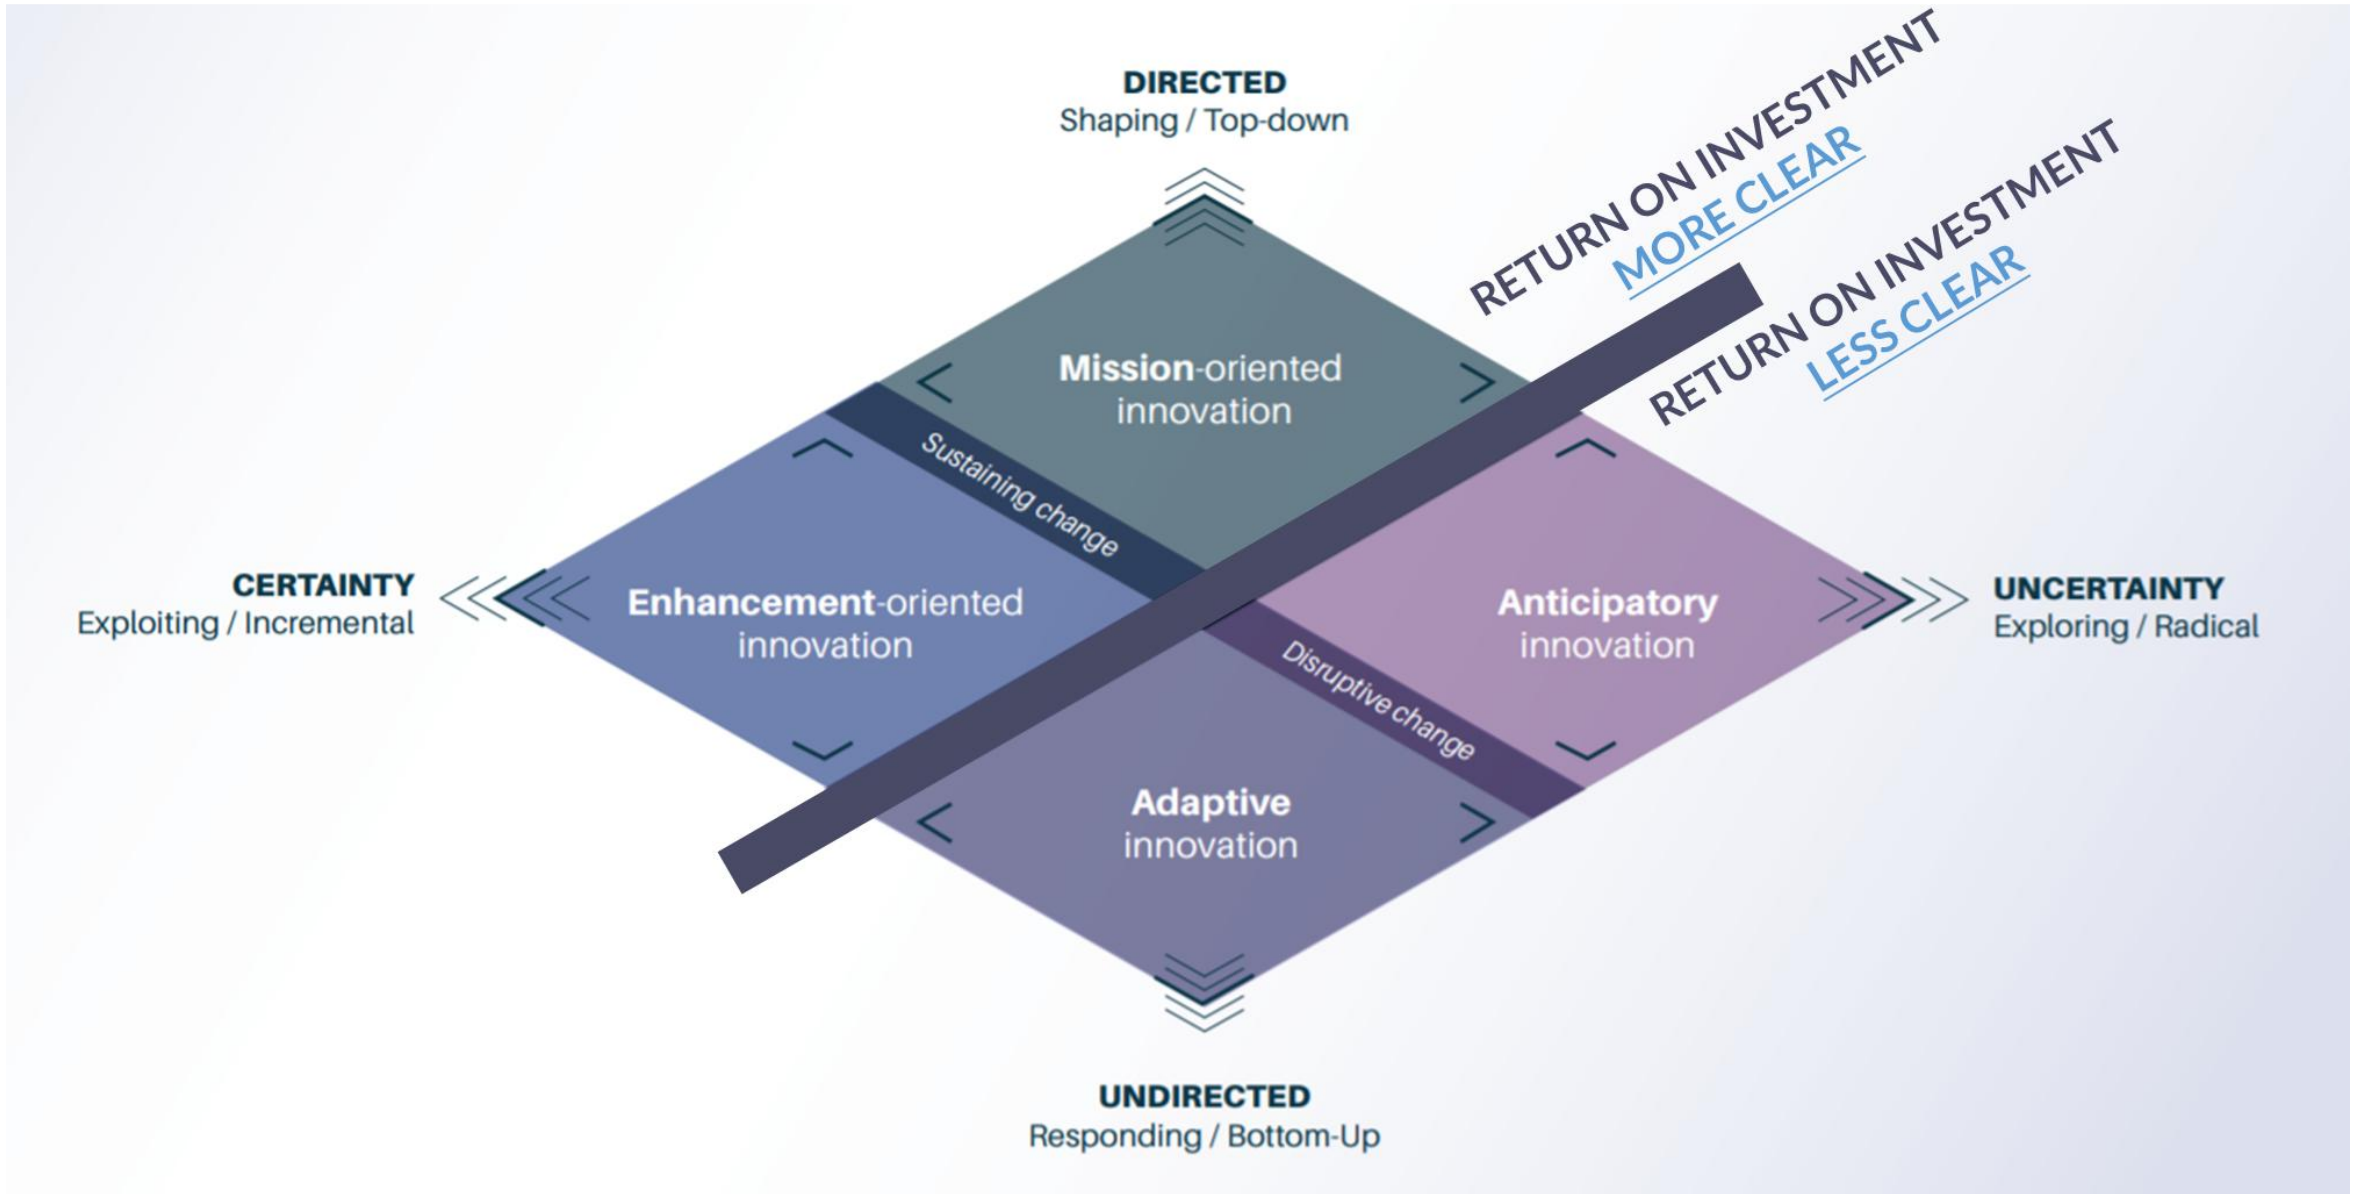 DIRECTED
Shaping / Top-down
RETURN ON INVESTMENT
MORE CLEAR
RETURN ON INVESTMENT
LESS CLEAR
Mission-oriented
innovation
Sustaining change
CERTAINTY
Exploiting / Incremental
Enhancement-oriented
innovation
Anticipatory
innovation
UNCERTAINTY
Exploring / Radical
Disruptive change
Adaptive
innovation
UNDIRECTED
Responding / Bottom-Up